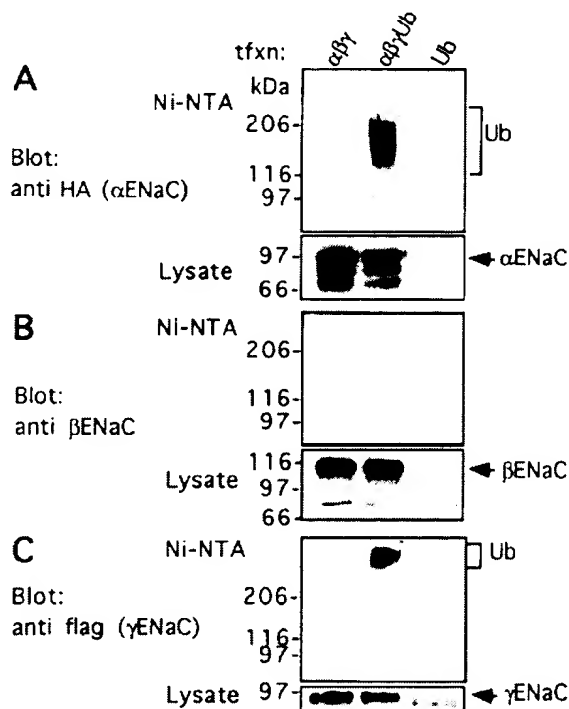 tfxn: αβγ αβγUb Ub
A
kDa
Ni-NTA
206-
116-
97-
Ub
Blot:
anti HA (αENaC)
Lysate
97-
66-
αENaC
B
Ni-NTA
206-
116-
97-
Blot:
anti βENaC
Lysate
116-
97-
66-
βENaC
C
Ni-NTA
Ub
Blot:
anti flag (γENaC)
206-
116-
97-
Lysate
97-
γENaC